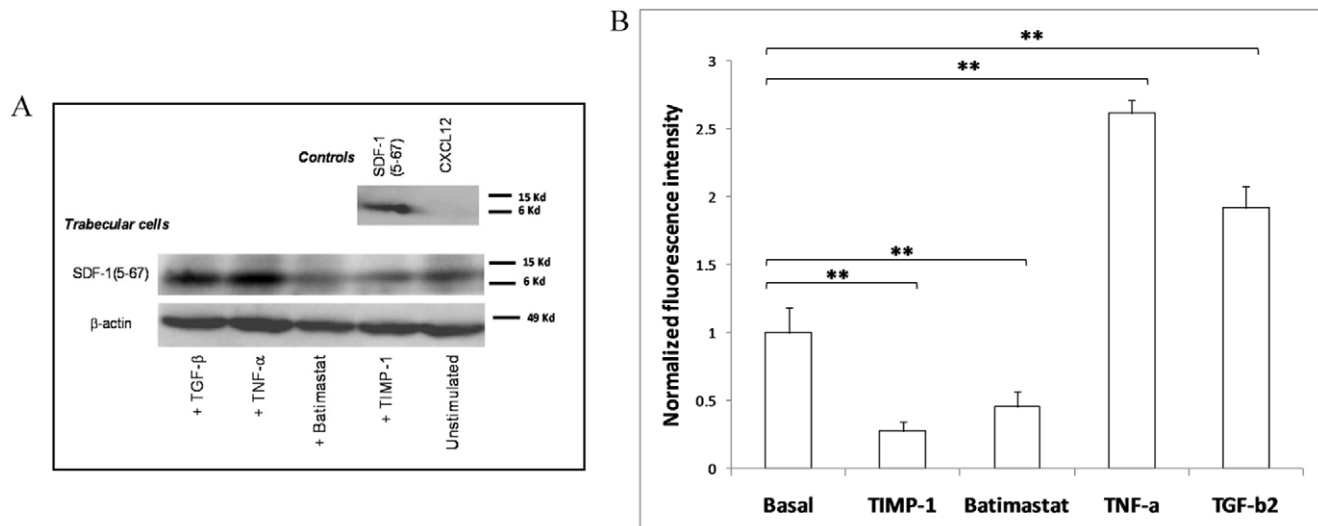 A
Controls
SDF-1
(5-67)
CXCL12
15 Kd
6 Kd
Trabecular cells
SDF-1(5-67)
15 Kd
6 Kd
β-actin
49 Kd
+ TGF-β
+ TNF-α
+ Batimastat
+ TIMP-1
Unstimulated
B
Normalized fluorescence intensity
3
2.5
2
1.5
1
0.5
0
**
**
**
**
Basal TIMP-1 Batimastat TNF-a TGF-b2